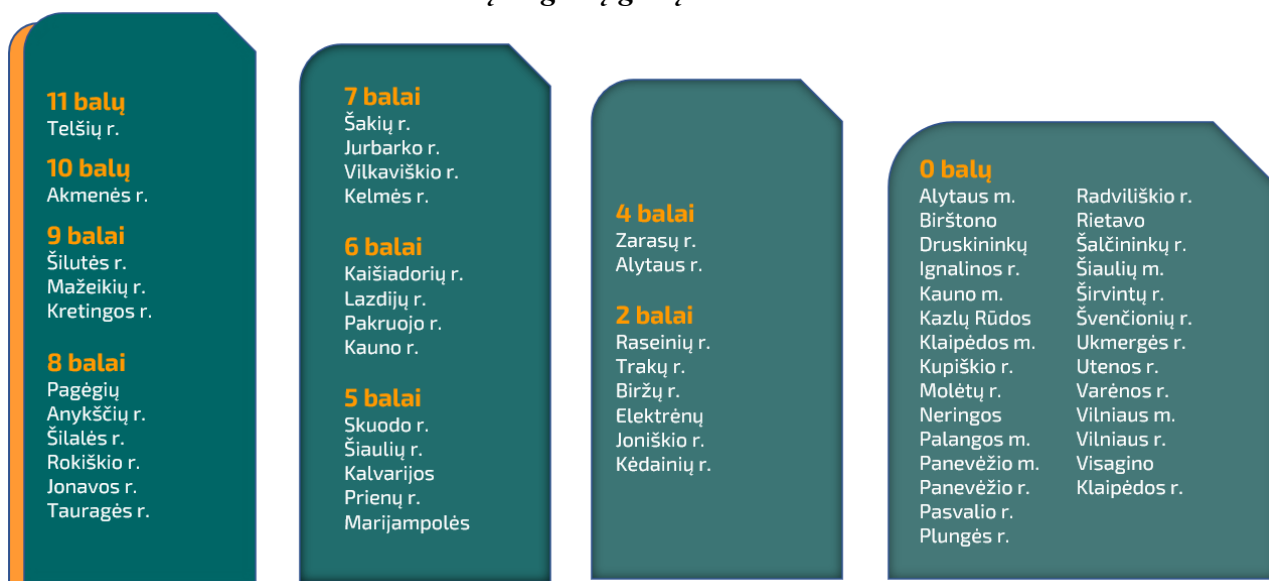 11 balų
Telšių r.
10 balų
Akmenės r.
9 balai
Šilutės r.
Mažeikių r.
Kretingos r.
8 balai
Pagėgių
Anykščių r.
Šilalės r.
Rokiškio r.
Jonavos r.
Tauragės r.
7 balai
Šakių r.
Jurbarko r.
Vilkaviškio r.
Kelmės r.
6 balai
Kaišiadorių r.
Lazdijų r.
Pakruojo r.
Kauno r.
5 balai
Skuodo r.
Šiaulių r.
Kalvarijos
Prienų r.
Marijampolės
4 balai
Zarasų r.
Alytaus r.
2 balai
Raseinių r.
Trakų r.
Biržų r.
Elektrėnų
Joniškio r.
Kėdainių r.
0 balų
Alytaus m.
Birštono
Druskininkų
Ignalinos r.
Kauno m.
Kazlų Rūdos
Klaipėdos m.
Kupiškio r.
Molėtų r.
Neringos
Palangos m.
Panevėžio m.
Panevėžio r.
Pasvalio r.
Plungės r.
Radviliškio r.
Rietavo
Šalčininkų r.
Šiaulių m.
Širvintų r.
Švenčionių r.
Ukmergės r.
Utenos r.
Varėnos r.
Vilniaus m.
Vilniaus r.
Visagino
Klaipėdos r.